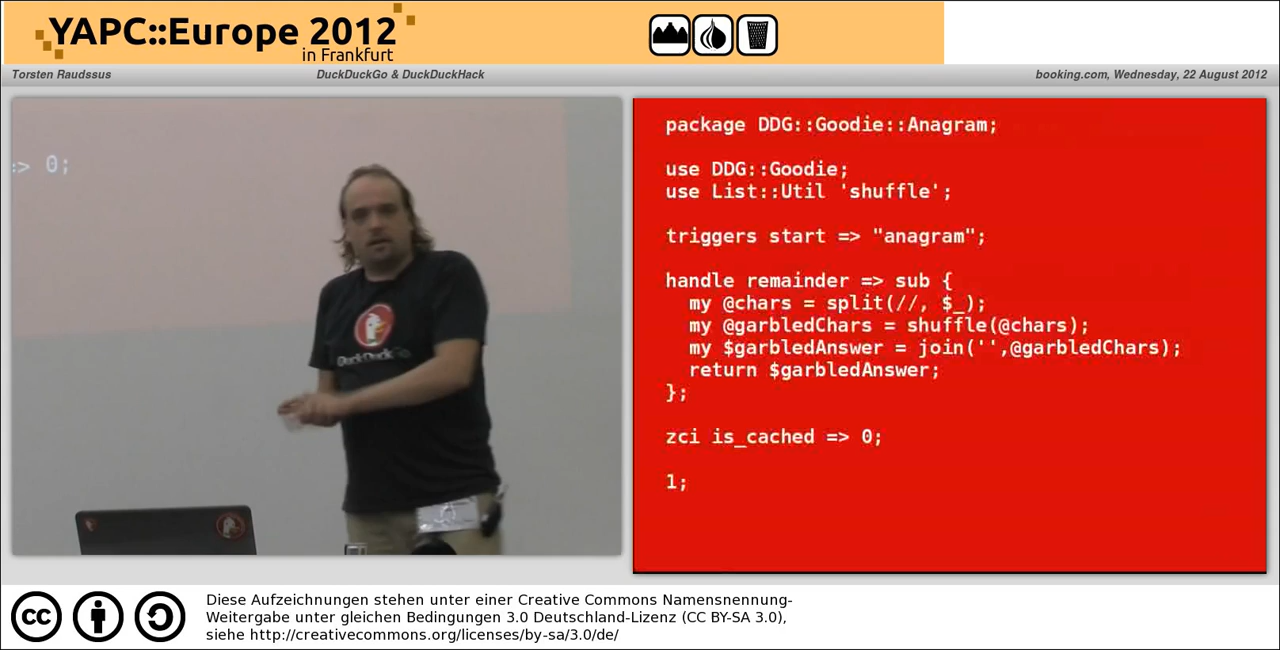 YAPC::Europe 2012
in Frankfurt
Torsten Raudssus
DuckDuckGo & DuckDuckHack
booking.com, Wednesday, 22 August 2012
=> 0;
DuckDuckGo
package DDG::Goodie::Anagram;
use DDG::Goodie;
use List::Util 'shuffle';
triggers start => "anagram";
handle remainder => sub {
my @chars = split(//, $_);
my @garbledChars = shuffle(@chars);
my $garbledAnswer = join('',@garbledChars);
return $garbledAnswer;
};
zci is_cached => 0;
1;
cc
Diese Aufzeichnungen stehen unter einer Creative Commons Namensnennung-
Weitergabe unter gleichen Bedingungen 3.0 Deutschland-Lizenz (CC BY-SA 3.0),
siehe http://creativecommons.org/licenses/by-sa/3.0/de/